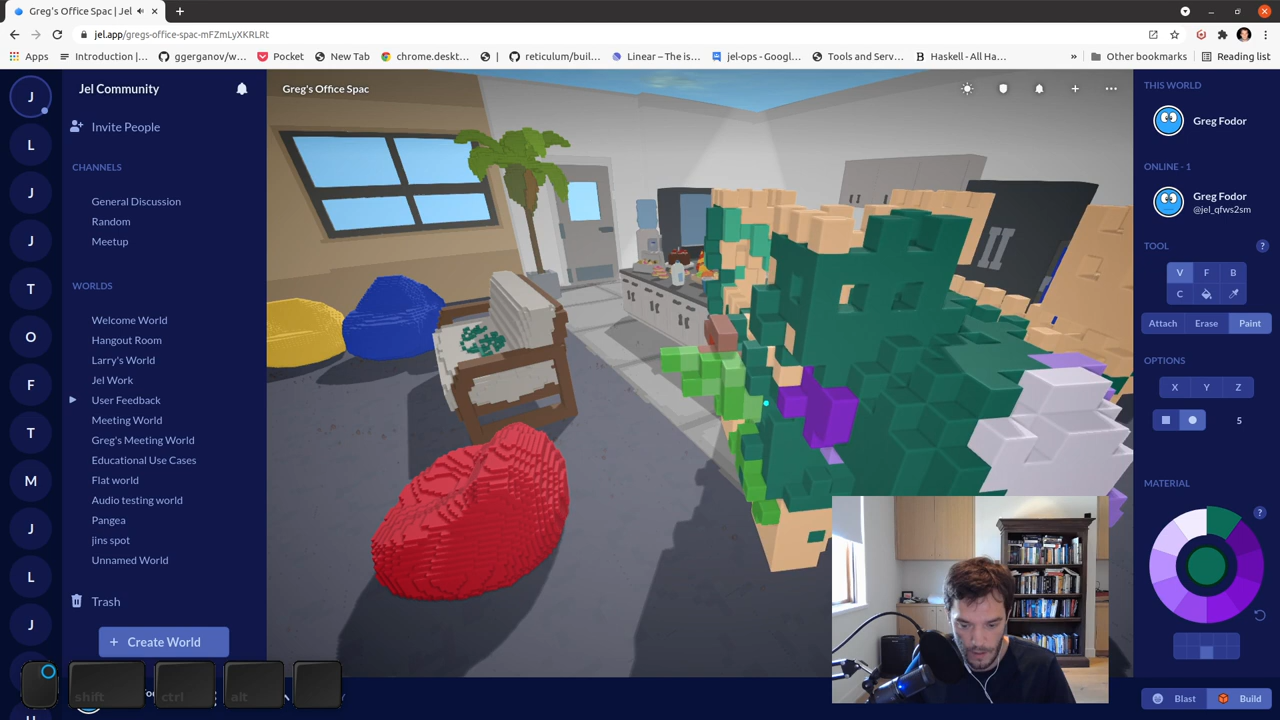 Greg's Office Spac | Jel
jel.app/gregs-office-spac-mFZmLyXKRLRt
Apps
Introduction |...
ggerganov/w...
Pocket
New Tab
chrome.deskt...
reticulum/buil...
Linear – The is...
jel-ops - Googl...
Tools and Serv...
Haskell - All Ha...
»
Other bookmarks
Reading list
J
L
J
J
T
O
F
T
M
J
L
J
Jel Community
Invite People
CHANNELS
General Discussion
Random
Meetup
WORLDS
Welcome World
Hangout Room
Larry's World
Jel Work
User Feedback
Meeting World
Greg's Meeting World
Educational Use Cases
Flat world
Audio testing world
Pangea
jins spot
Unnamed World
Trash
+ Create World
shift
ctrl
alt
Greg's Office Spac
THIS WORLD
Greg Fodor
ONLINE - 1
Greg Fodor
@jel_qfws2sm
TOOL
?
V F B
C
Attach Erase Paint
OPTIONS
X Y Z
5
MATERIAL
?
Blast
Build